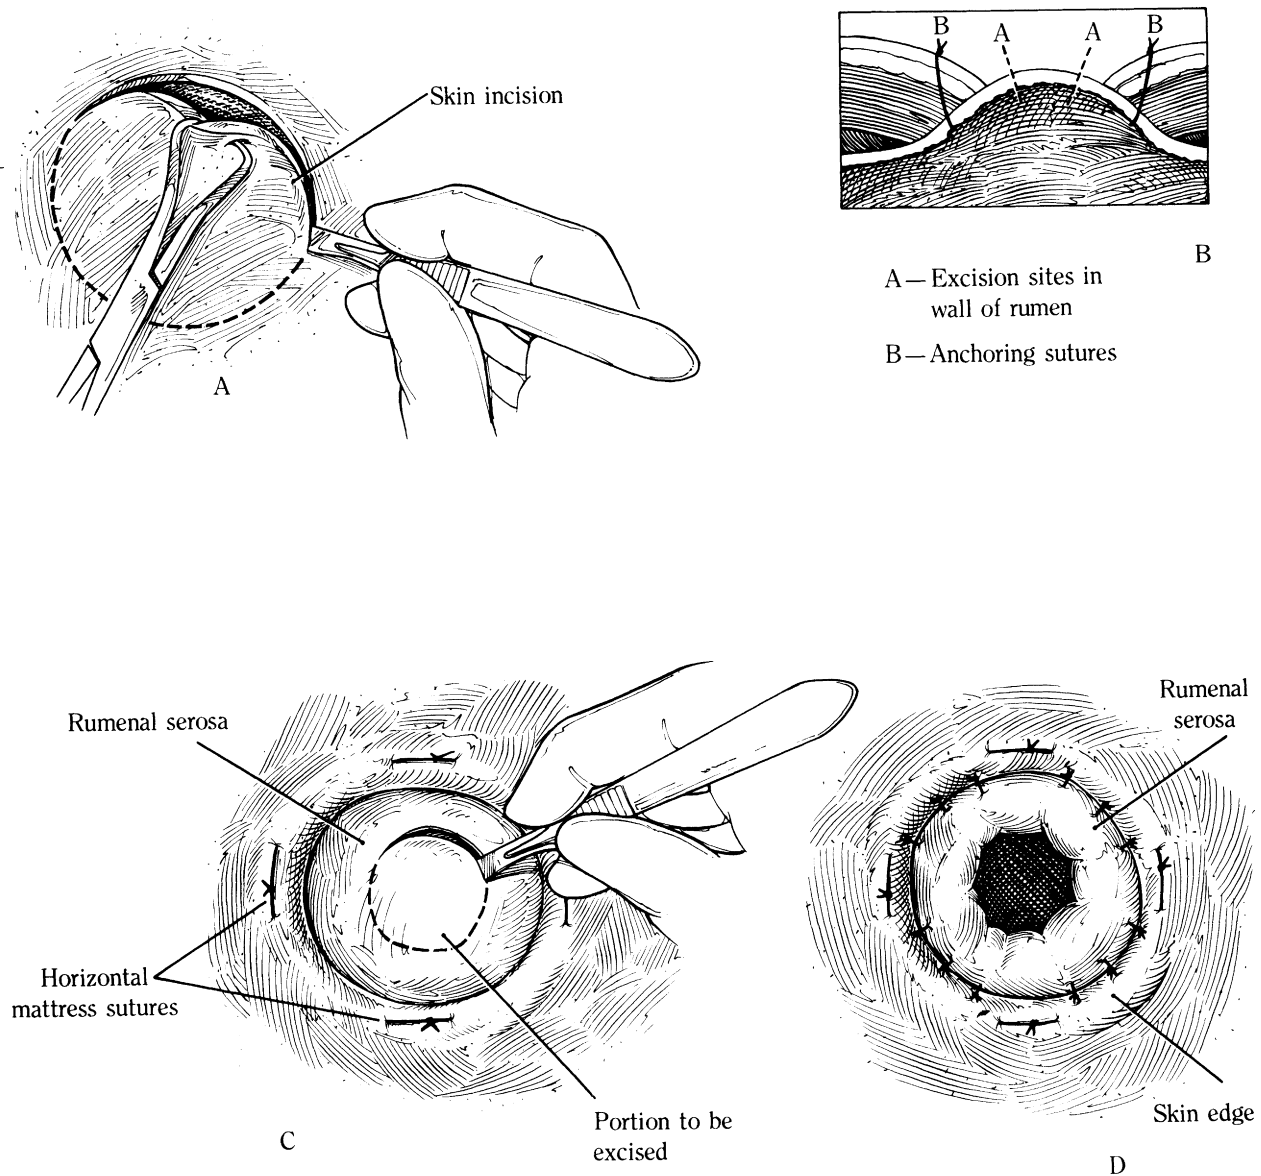 Skin incision
A
B A A B
B
A — Excision sites in
wall of rumen
B — Anchoring sutures
Rumenal serosa
Horizontal
mattress sutures
Portion to be
excised
C
Rumenal
serosa
Skin edge
D